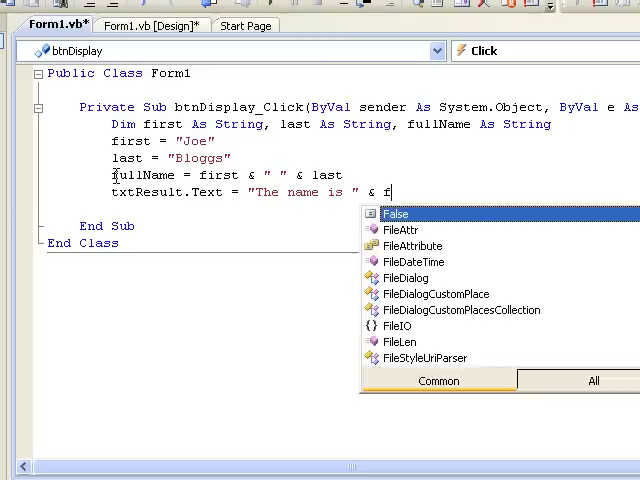 Form1.vb* Form1.vb [Design]* Start Page
btnDisplay Click
Public Class Form1
Private Sub btnDisplay_Click(ByVal sender As System.Object, ByVal e As
Dim first As String, last As String, fullName As String
first = "Joe"
last = "Bloggs"
fullName = first & " " & last
txtResult.Text = "The name is " & f
False
FileAttr
FileAttribute
FileDateTime
FileDialog
FileDialogCustomPlace
FileDialogCustomPlacesCollection
FileIO
FileLen
FileStyleUriParser
Common All
End Sub
End Class